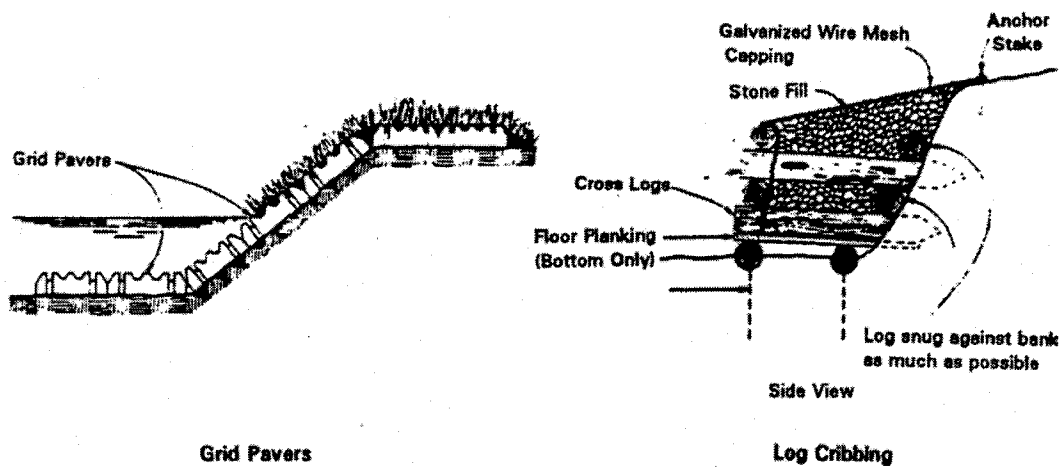 Grid Pavers
Galvanized Wire Mesh
Capping
Anchor
Stake
Stone Fill
Cross Logs
Floor Planking
(Bottom Only)
Log snug against bank
as much as possible
Side View
Grid Pavers
Log Cribbing